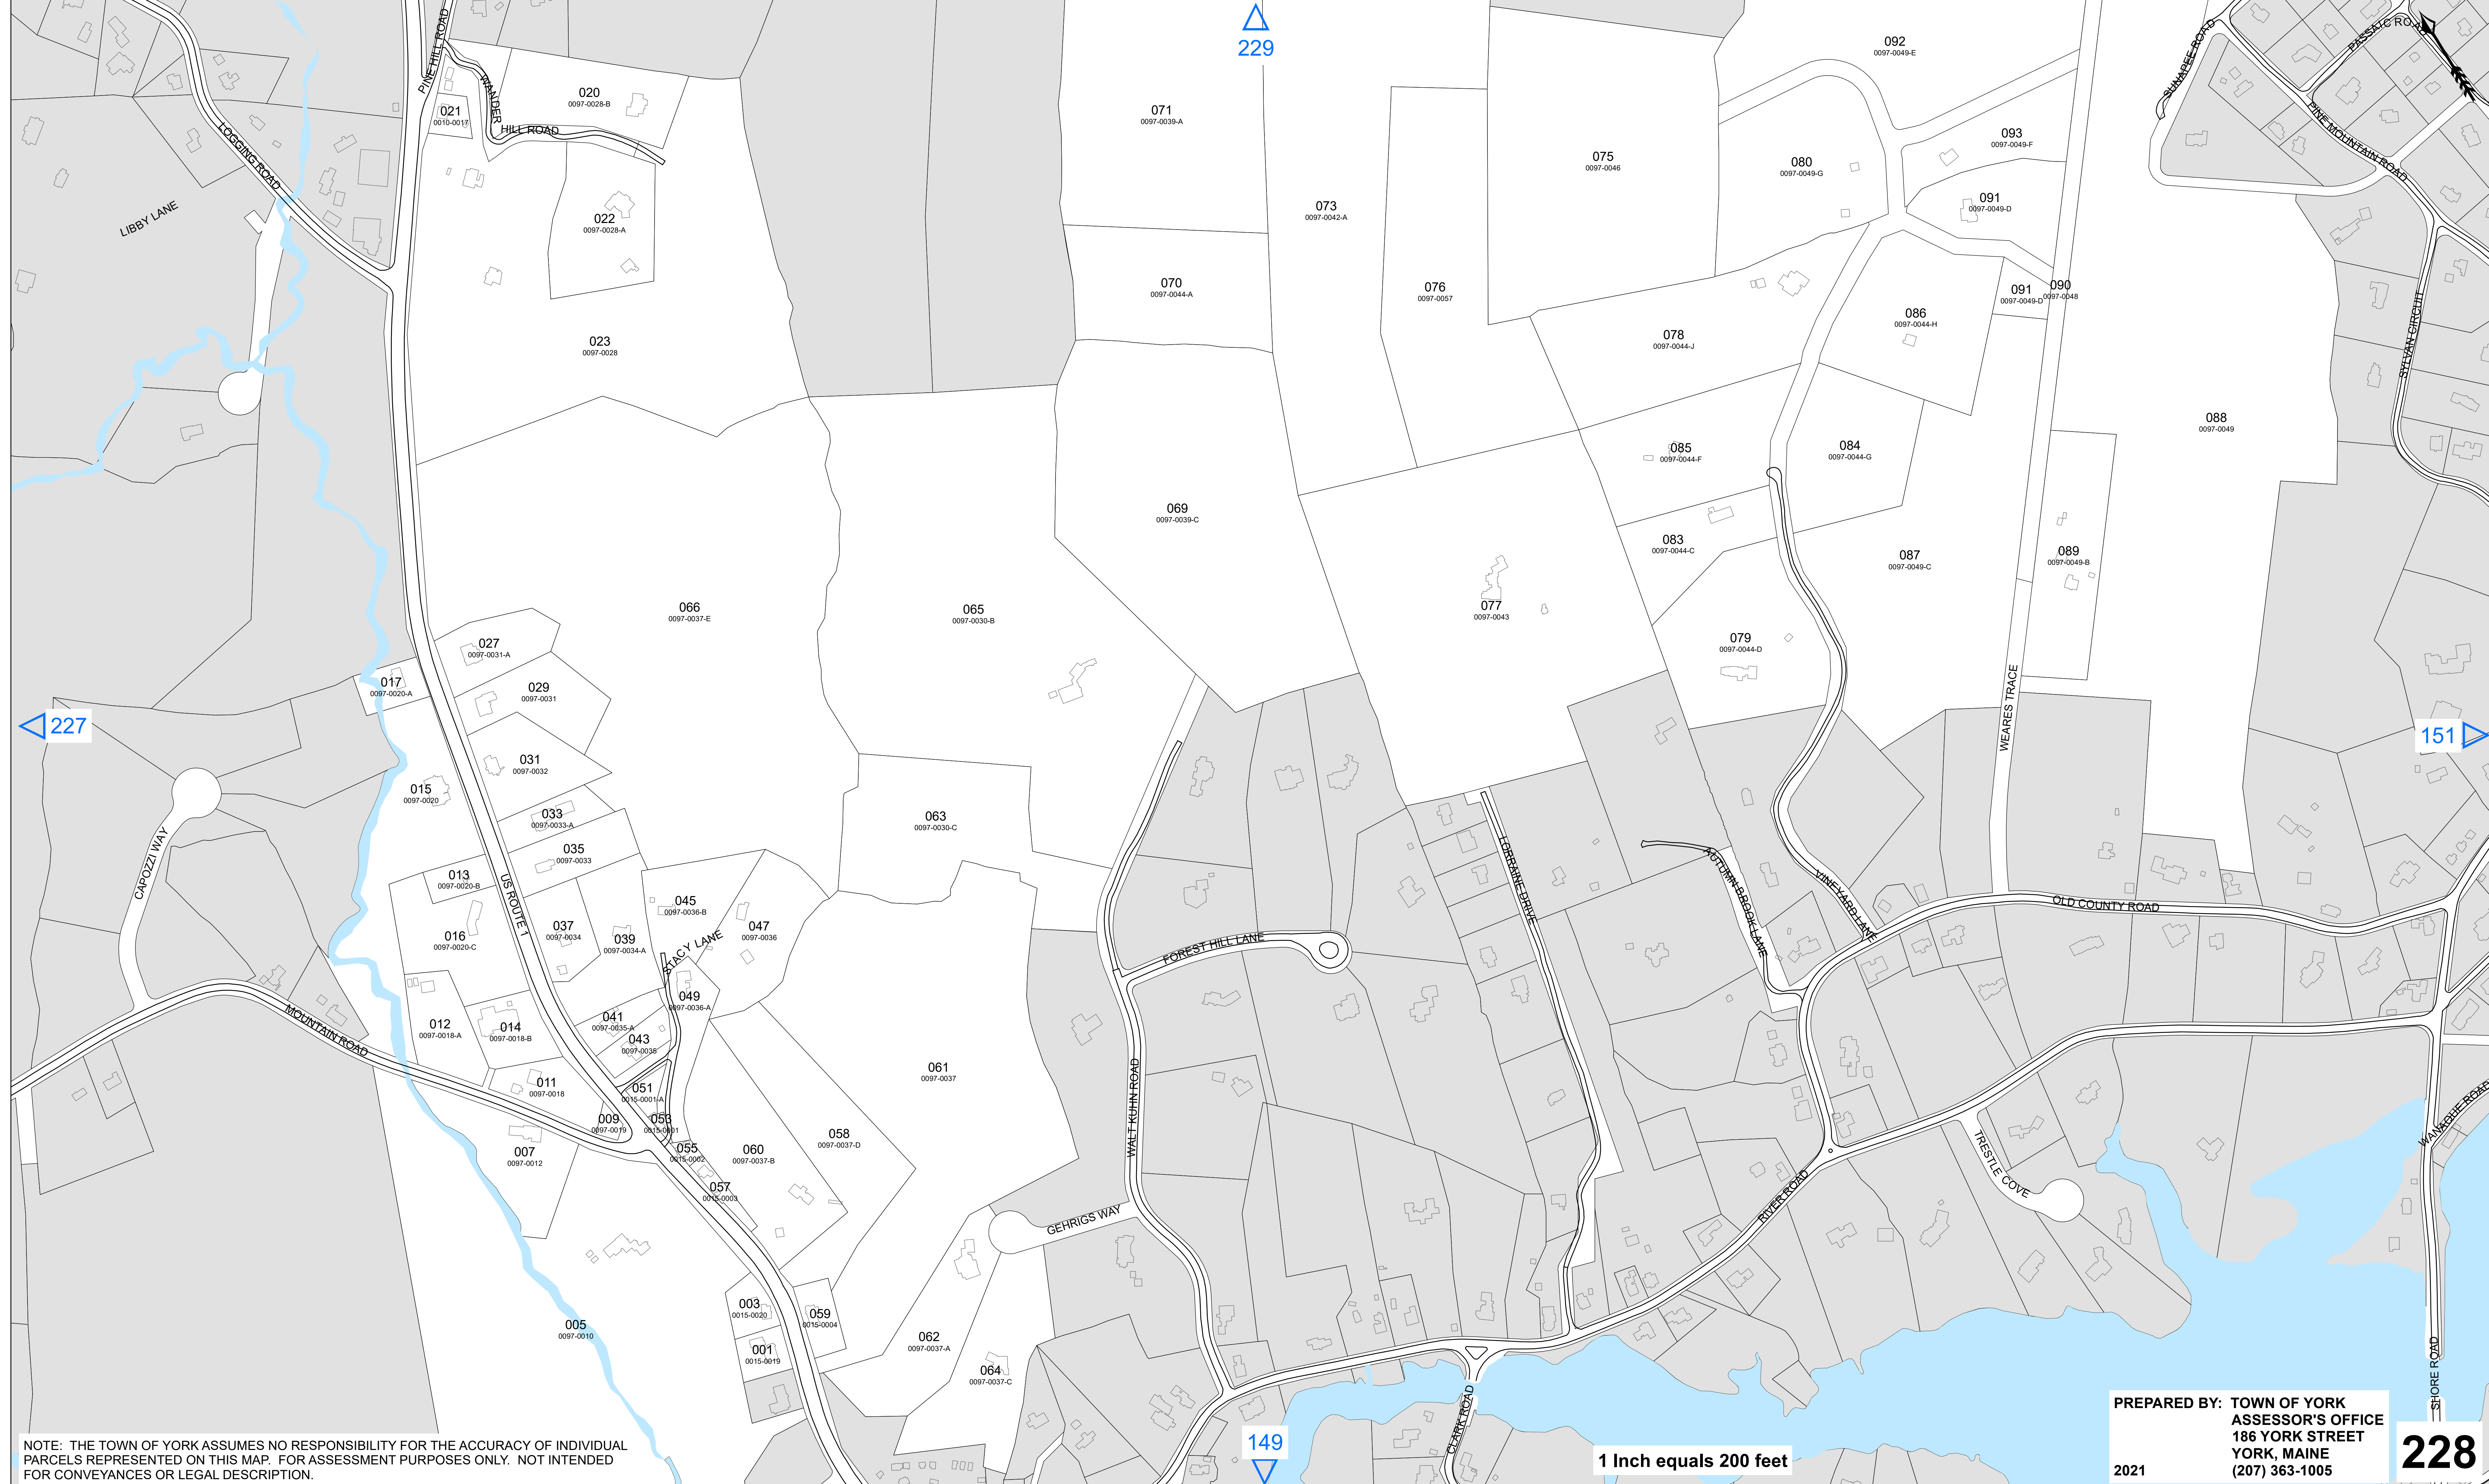 229
PASSAIC ROAD
SUNAPEE ROAD
PINE MOUNTAIN ROAD
PINE HILL ROAD
WANDER
HILL ROAD
LOGGING ROAD
LIBBY LANE
092
0097-0049-E
020
0097-0028-B
021
0010-0017
071
0097-0039-A
075
0097-0046
093
0097-0049-F
080
0097-0049-G
091
0097-0049-D
073
0097-0042-A
022
0097-0028-A
070
0097-0044-A
076
0097-0057
091
0097-0049-D
090
0097-0048
086
0097-0044-H
078
0097-0044-J
023
0097-0028
SYLVAN CIRCUIT
088
0097-0049
085
0097-0044-F
084
0097-0044-G
069
0097-0039-C
083
0097-0044-C
087
0097-0049-C
089
0097-0049-B
066
0097-0037-E
065
0097-0030-B
077
0097-0043
079
0097-0044-D
027
0097-0031-A
017
0097-0020-A
029
0097-0031
227
151
WEARES TRACE
031
0097-0032
015
0097-0020
033
0097-0033-A
063
0097-0030-C
035
0097-0033
CAPOZZI WAY
013
0097-0020-B
US ROUTE 1
045
0097-0036-B
LORRAINE DRIVE
AUTUMN BROOK LANE
VINEYARD LANE
OLD COUNTY ROAD
016
0097-0020-C
037
0097-0034
039
0097-0034-A
047
0097-0036
STACY LANE
FOREST HILL LANE
049
0097-0036-A
MOUNTAIN ROAD
012
0097-0018-A
014
0097-0018-B
041
0097-0035-A
043
0097-0035
061
0097-0037
011
0097-0018
051
0015-0001-A
009
0097-0019
053
0015-0001
WALT KUHN ROAD
WANAQUE ROAD
007
0097-0012
055
0015-0002
060
0097-0037-B
058
0097-0037-D
TRESTLE COVE
057
0015-0003
RIVER ROAD
GEHRIGS WAY
003
0015-0020
059
0015-0004
005
0097-0010
001
0015-0019
062
0097-0037-A
064
0097-0037-C
SHORE ROAD
CLARK ROAD
149
1 Inch equals 200 feet
NOTE: THE TOWN OF YORK ASSUMES NO RESPONSIBILITY FOR THE ACCURACY OF INDIVIDUAL
PARCELS REPRESENTED ON THIS MAP. FOR ASSESSMENT PURPOSES ONLY. NOT INTENDED
FOR CONVEYANCES OR LEGAL DESCRIPTION.
PREPARED BY: TOWN OF YORK
ASSESSOR'S OFFICE
186 YORK STREET
YORK, MAINE
2021 (207) 363-1005
228